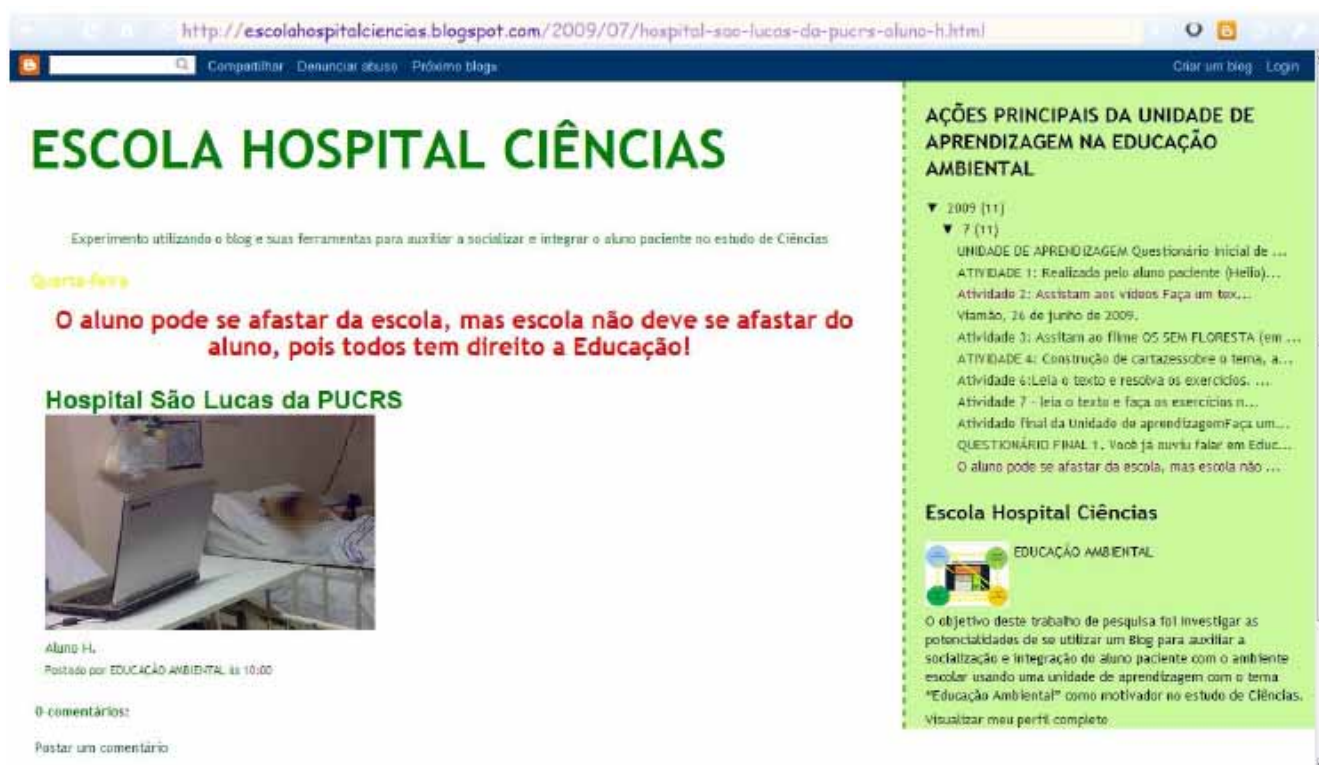 http://escolahospitalciencias.blogspot.com/2009/07/hospital-sao-lucas-da-pucrs-aluno-h.html
Compartilhar Denunciar abuso Próximo blog»
Criar um blog Login
ESCOLA HOSPITAL CIÊNCIAS
Experimento utilizando o blog e suas ferramentas para auxiliar a socializar e integrar o aluno paciente no estudo de Ciências
Quarta-feira
O aluno pode se afastar da escola, mas escola não deve se afastar do
aluno, pois todos tem direito a Educação!
Hospital São Lucas da PUCRS
Aluno H.
Postado por EDUCAÇÃO AMBIENTAL às 10:00
0 comentários:
Postar um comentário
AÇÕES PRINCIPAIS DA UNIDADE DE
APRENDIZAGEM NA EDUCAÇÃO
AMBIENTAL
▼ 2009 (11)
▼ 7 (11)
UNIDADE DE APRENDIZAGEM Questionário Inicial de ...
ATIVIDADE 1: Realizada pelo aluno paciente (Helio)...
Atividade 2: Assistam aos vídeos Faça um tex...
Viamão, 26 de junho de 2009.
Atividade 3: Assitam ao filme OS SEM FLORESTA (em ...
ATIVIDADE 4: Construção de cartazessobre o tema, a...
Atividade 6:Leia o texto e resolva os exercícios. ...
Atividade 7 - leia o texto e faça os exercícios n...
Atividade final da Unidade de aprendizagemFaça um...
QUESTIONÁRIO FINAL 1. Você já ouviu falar em Educ...
O aluno pode se afastar da escola, mas escola não ...
Escola Hospital Ciências
EDUCAÇÃO AMBIENTAL
O objetivo deste trabalho de pesquisa foi investigar as
potencialidades de se utilizar um Blog para auxiliar a
socialização e integração do aluno paciente com o ambiente
escolar usando uma unidade de aprendizagem com o tema
“Educação Ambiental” como motivador no estudo de Ciências.
Visualizar meu perfil completo